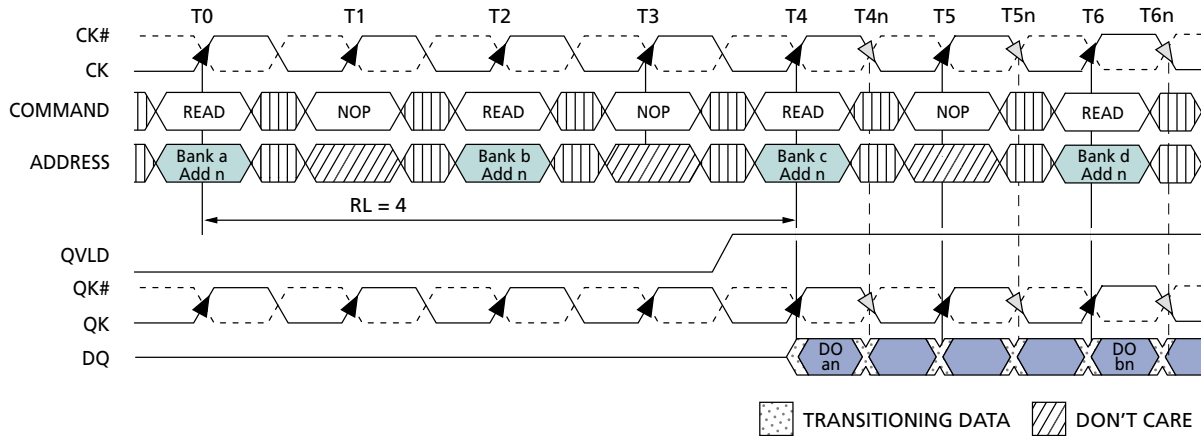 T0 T1 T2 T3 T4 T4n T5 T5n T6 T6n
CK#
CK
COMMAND READ NOP READ NOP READ NOP READ
ADDRESS Bank a Add n Bank b Add n Bank c Add n Bank d Add n
RL = 4
QVLD
QK#
QK
DQ DO an DO bn
TRANSITIONING DATA DON'T CARE